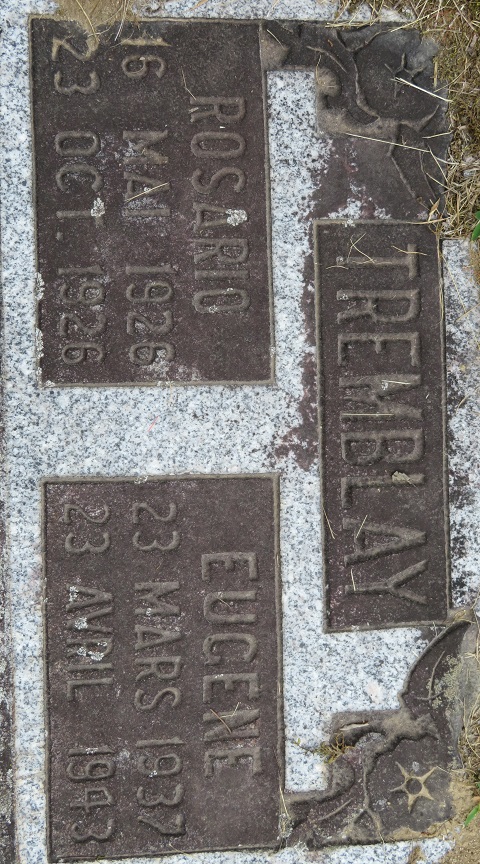 TREMBLAY
ROSARIO
16 MAI 1926
23 OCT. 1926
EUGENE
23 MARS 1937
23 AVRIL 1943